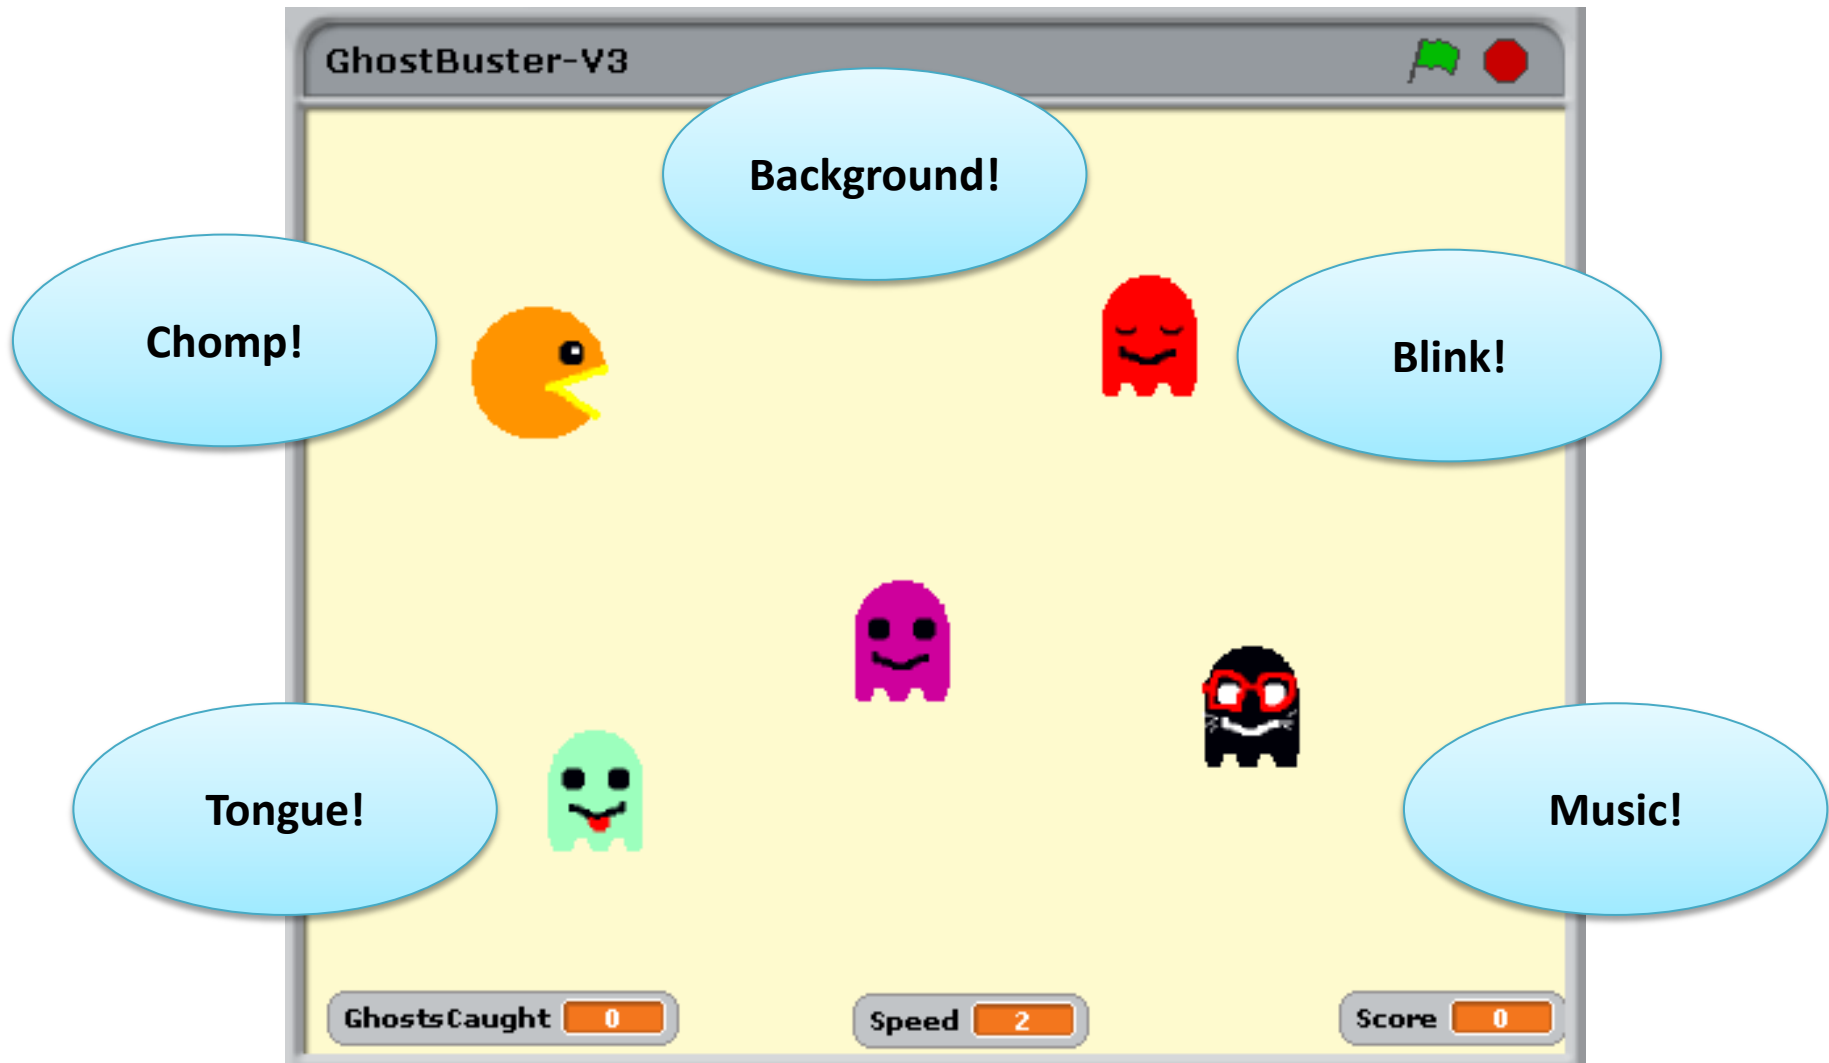 GhostBuster-V3
Background!
Chomp!
Blink!
Tongue!
Music!
GhostsCaught 0
Speed 2
Score 0